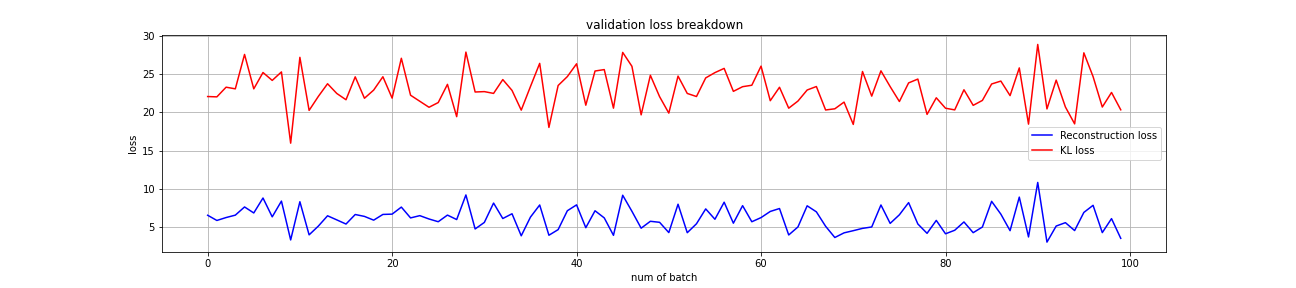 validation loss breakdown
30
25
20
15
10
5
loss
Reconstruction loss
KL loss
0
20
40
60
80
100
num of batch